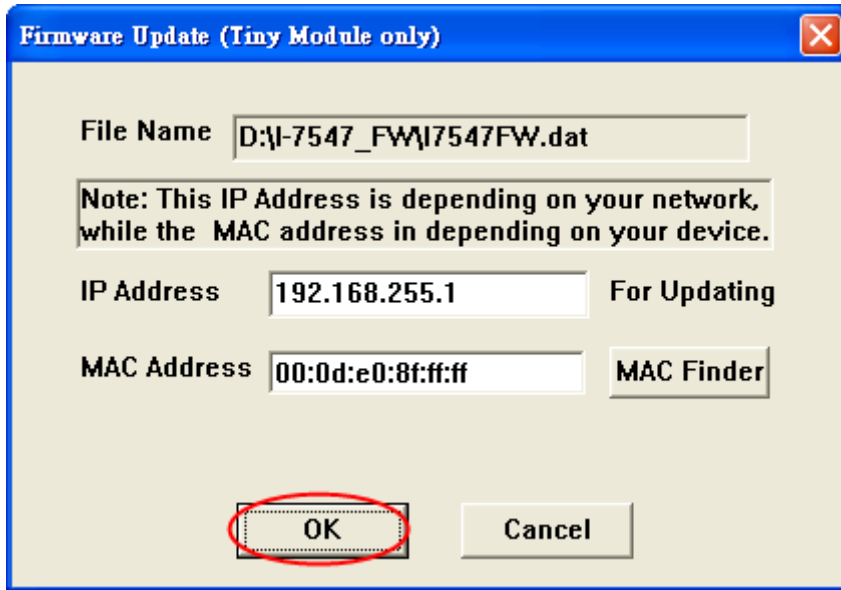 Firmware Update (Tiny Module only)
File Name D:\I-7547_FW\I7547FW.dat
Note: This IP Address is depending on your network,
while the MAC address in depending on your device.
IP Address 192.168.255.1 For Updating
MAC Address 00:0d:e0:8f:ff:ff MAC Finder
OK Cancel